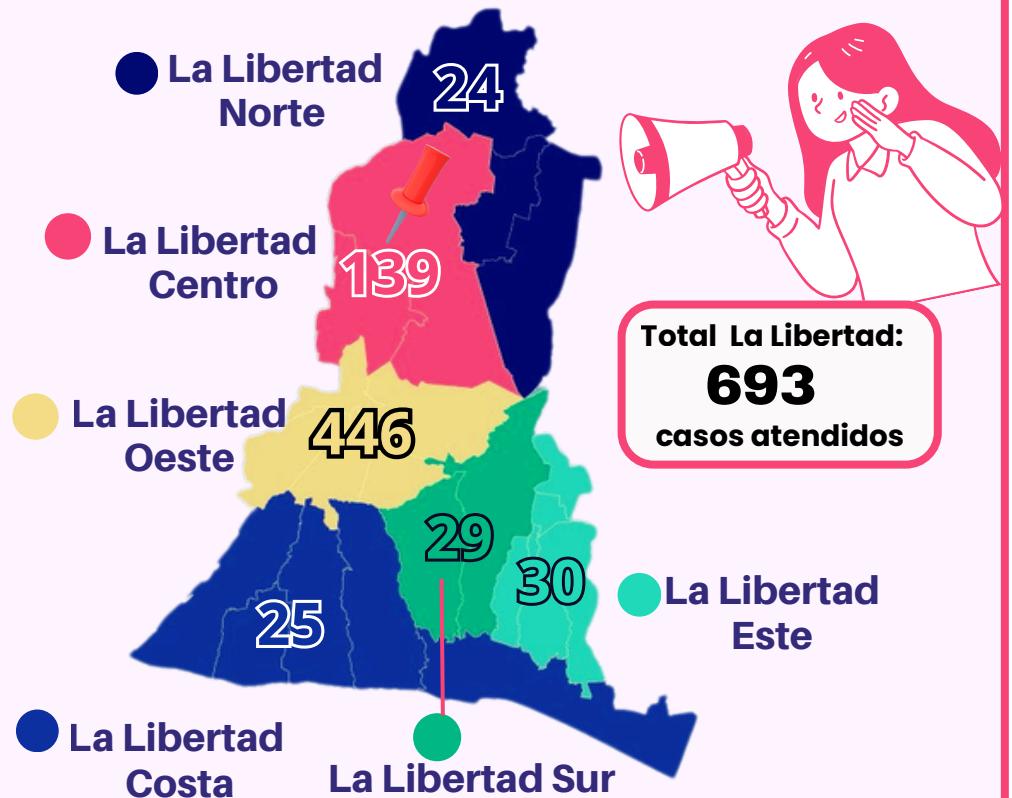 La Libertad
Norte
24
La Libertad
Centro
139
Total La Libertad:
693
casos atendidos
La Libertad
Oeste
446
29
30
25
La Libertad
Este
La Libertad
Costa
La Libertad Sur